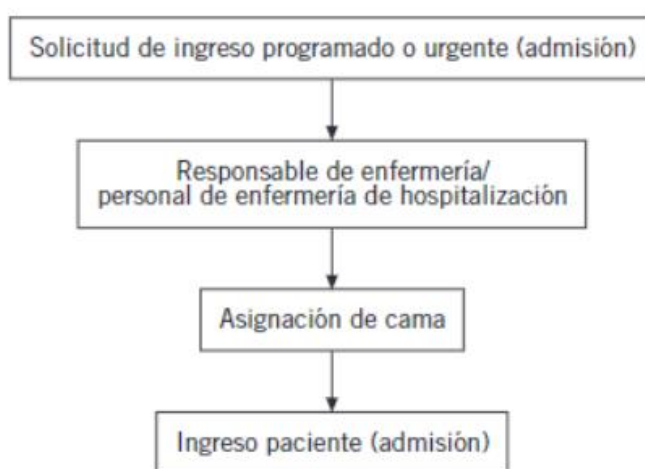 Solicitud de ingreso programado o urgente (admisión)
Responsable de enfermería/
personal de enfermería de hospitalización
Asignación de cama
Ingreso paciente (admisión)